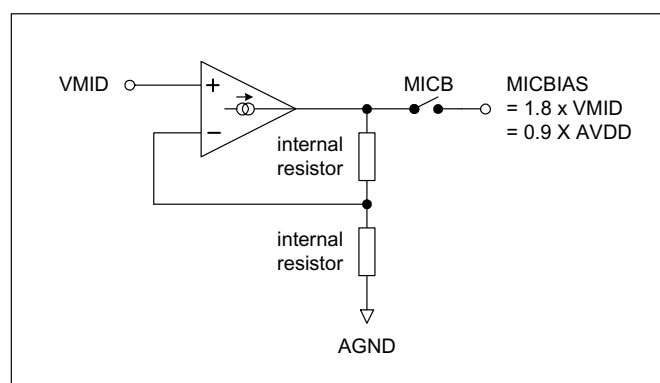 VMID
+
−
MICB
MICBIAS
= 1.8 x VMID
= 0.9 X AVDD
internal
resistor
internal
resistor
AGND